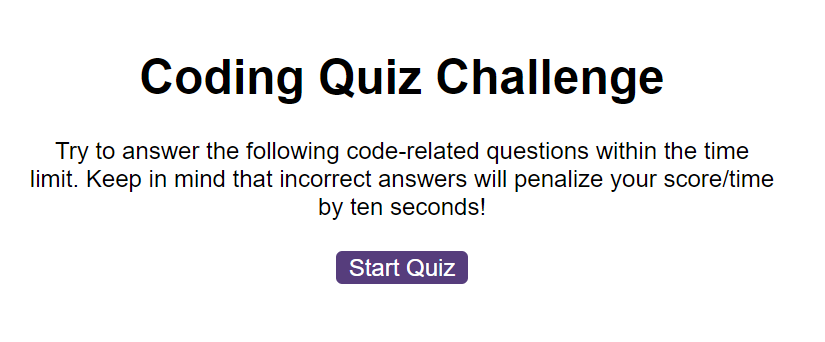 Coding Quiz Challenge
Try to answer the following code-related questions within the time
limit. Keep in mind that incorrect answers will penalize your score/time
by ten seconds!
Start Quiz